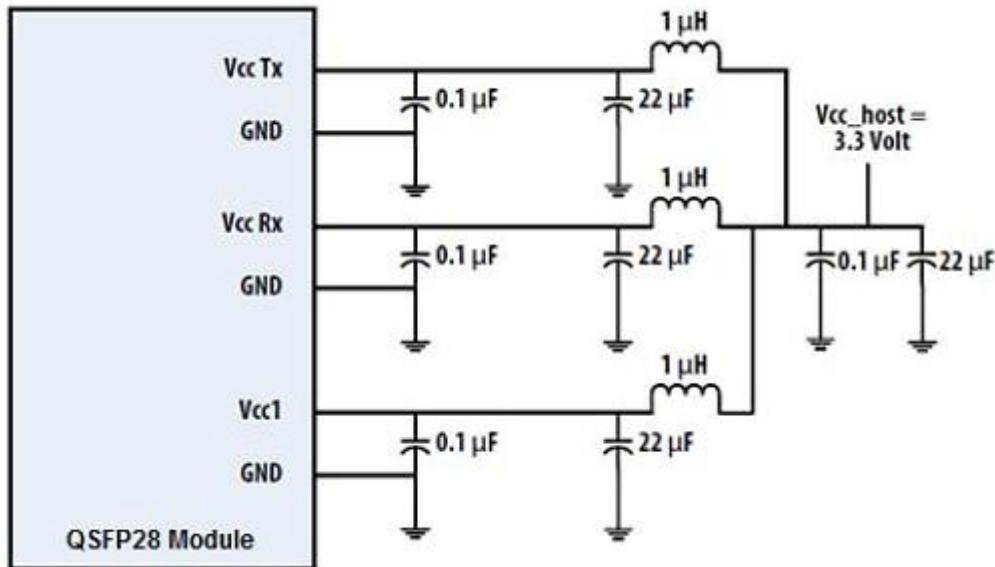 1 µH
Vcc Tx
0.1 µF
22 µF
GND
Vcc_host =
3.3 Volt
1 µH
Vcc Rx
0.1 µF
22 µF
0.1 µF
22 µF
GND
1 µH
Vcc1
0.1 µF
22 µF
GND
QSFP28 Module